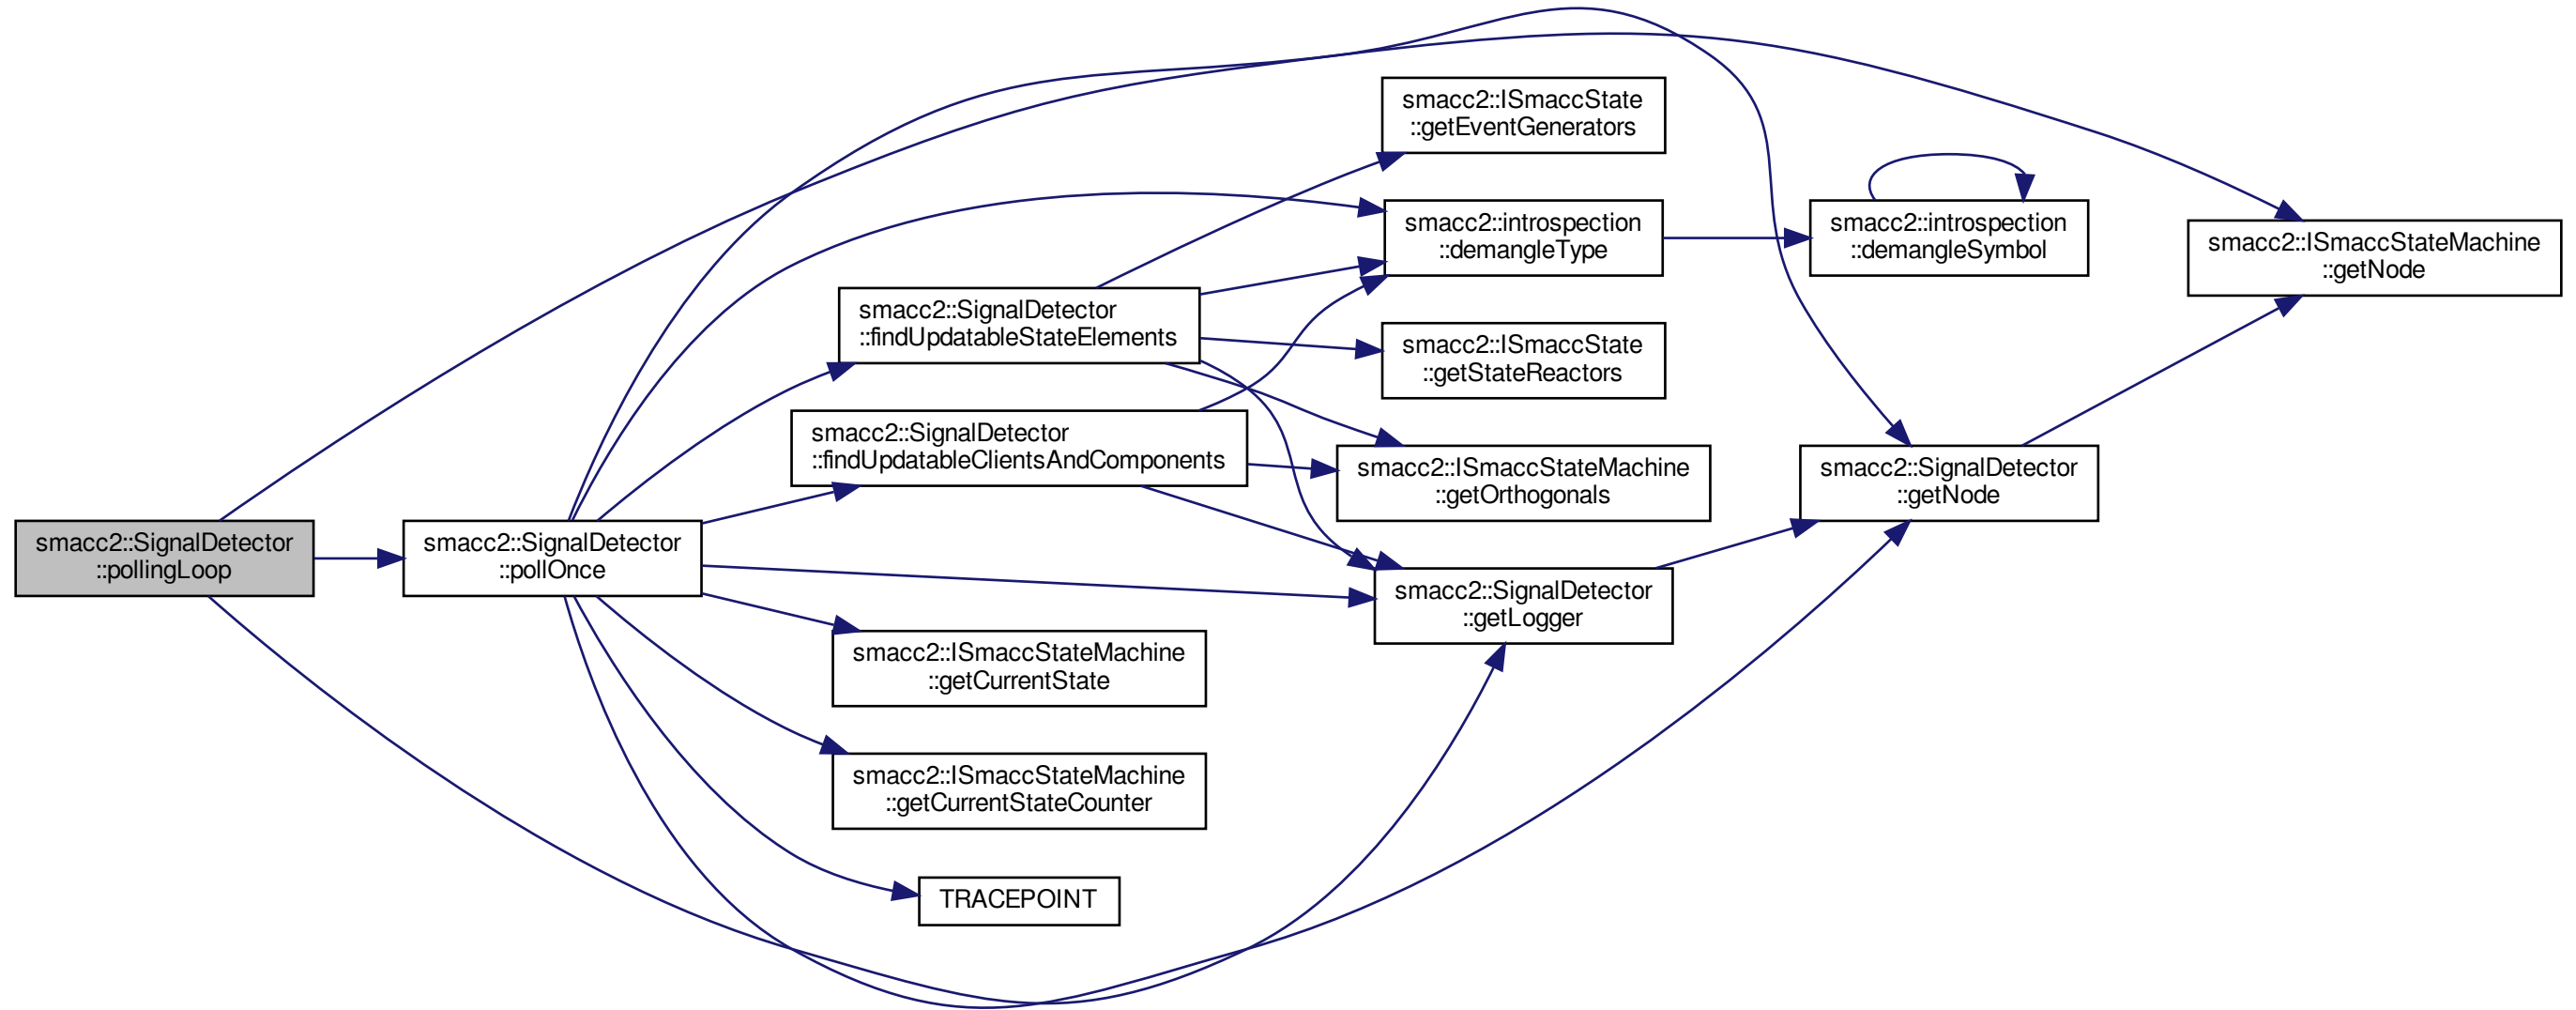 smacc2::SignalDetector
::pollingLoop
smacc2::SignalDetector
::pollOnce
smacc2::SignalDetector
::findUpdatableStateElements
smacc2::SignalDetector
::findUpdatableClientsAndComponents
smacc2::ISmaccStateMachine
::getCurrentState
smacc2::ISmaccStateMachine
::getCurrentStateCounter
TRACEPOINT
smacc2::ISmaccState
::getEventGenerators
smacc2::introspection
::demangleType
smacc2::ISmaccState
::getStateReactors
smacc2::ISmaccStateMachine
::getOrthogonals
smacc2::SignalDetector
::getLogger
smacc2::introspection
::demangleSymbol
smacc2::SignalDetector
::getNode
smacc2::ISmaccStateMachine
::getNode